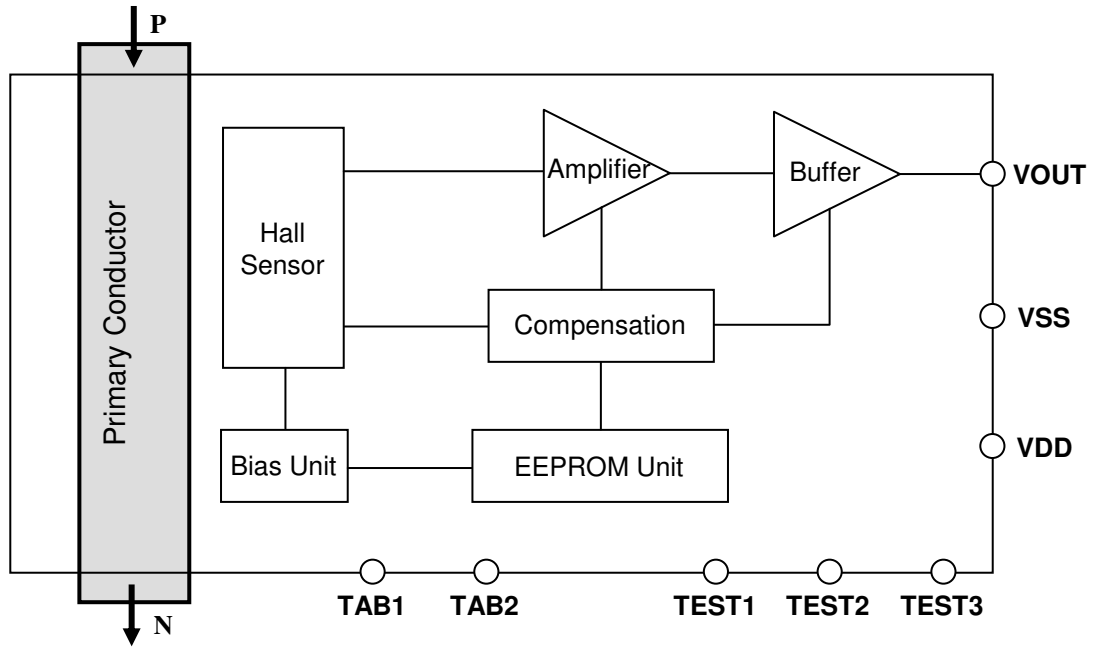 P
Primary Conductor
Hall
Sensor
Amplifier
Buffer
VOUT
Compensation
VSS
Bias Unit
EEPROM Unit
VDD
TAB1
TAB2
TEST1
TEST2
TEST3
N